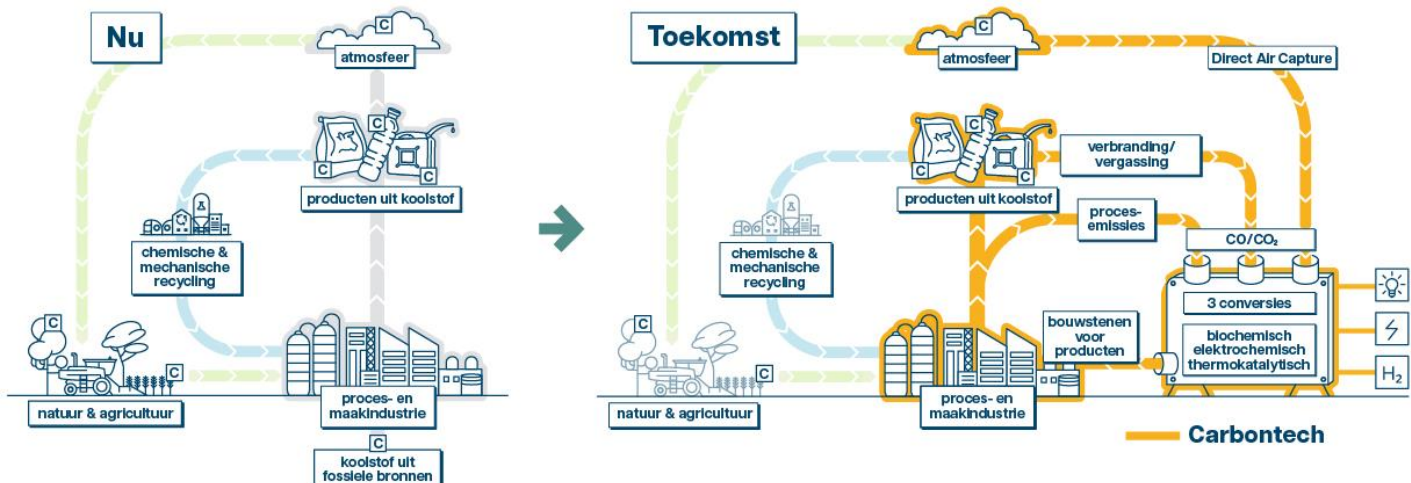 Nu
C
atmosfeer
C
C
C
producten uit koolstof
chemische &
mechanische
recycling
C
C
natuur & agricultuur
proces- en
maakindustrie
C
koolstof uit
fossiele bronnen
Toekomst
C
atmosfeer
Direct Air Capture
C
C
C
producten uit koolstof
verbranding/
vergassing
proces-
emissies
CO/CO₂
chemische &
mechanische
recycling
3 conversies
biochemisch
elektrochemisch
thermokatalytisch
bouwstenen
voor
producten
H₂
C
C
natuur & agricultuur
proces- en
maakindustrie
Carbontech